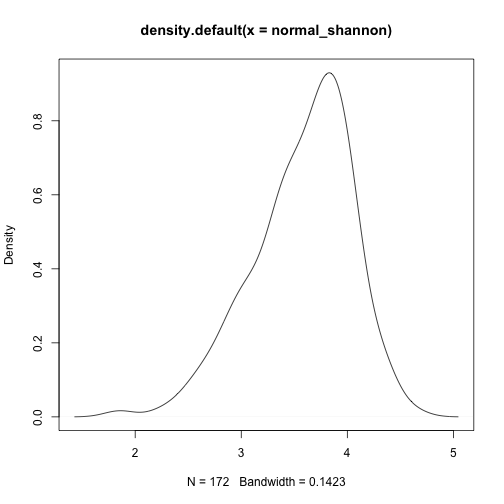 density.default(x = normal_shannon)
Density
0.0 0.2 0.4 0.6 0.8
2 3 4 5
N = 172 Bandwidth = 0.1423